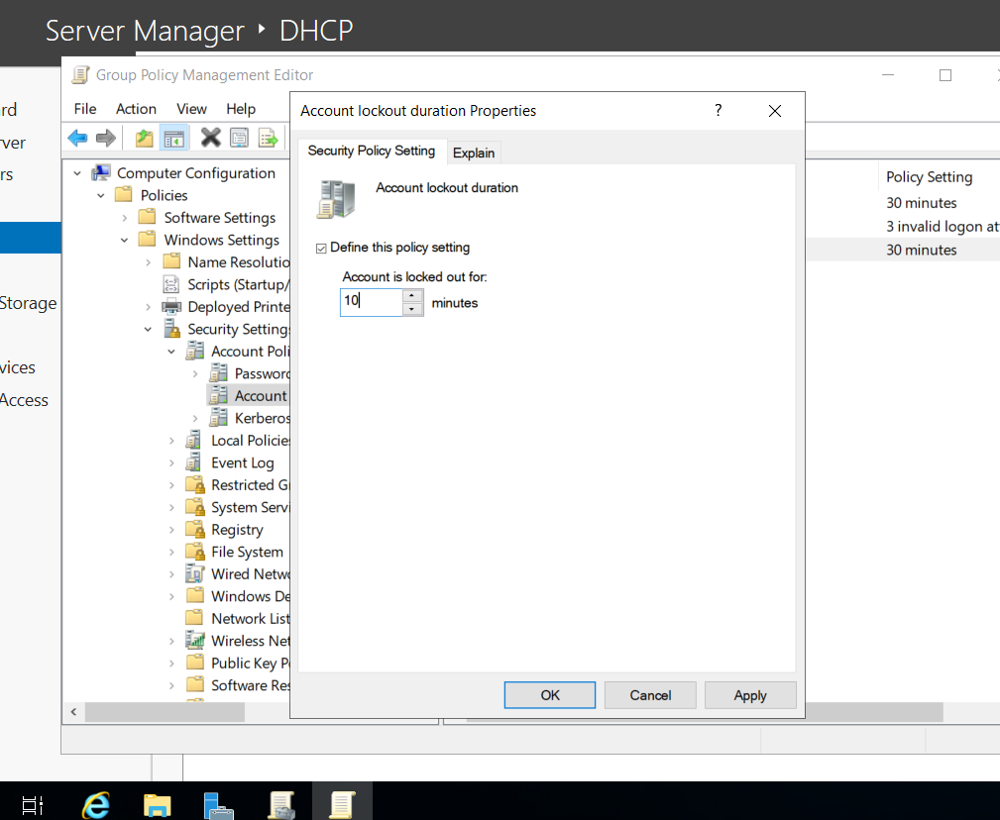 Server Manager DHCP
Group Policy Management Editor
File Action View Help
Account lockout duration Properties
?
Security Policy Setting
Explain
Account lockout duration
Define this policy setting
Account is locked out for:
10
minutes
OK
Cancel
Apply
Computer Configuration
Policies
Software Settings
Windows Settings
Name Resolutio
Scripts (Startup/
Deployed Printe
Security Settings
Account Poli
Password
Account
Kerberos
Local Policies
Event Log
Restricted G
System Servi
Registry
File System
Wired Netwo
Windows De
Network List
Wireless Net
Public Key P
Software Res
Policy Setting
30 minutes
3 invalid logon at
30 minutes
rd
rver
rs
Storage
vices
Access